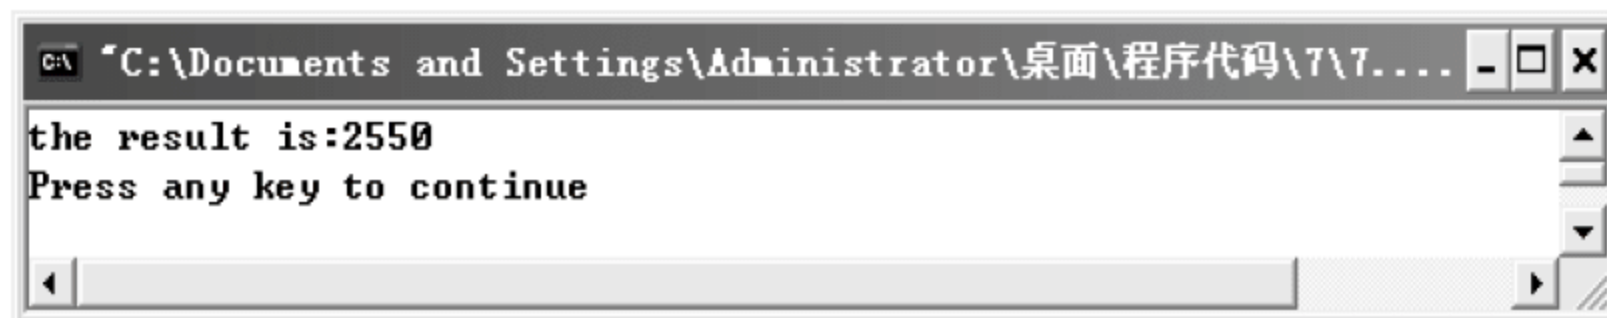 C:\ "C:\Documents and Settings\Administrator\桌面\程序代码\7\7....
the result is:2550
Press any key to continue